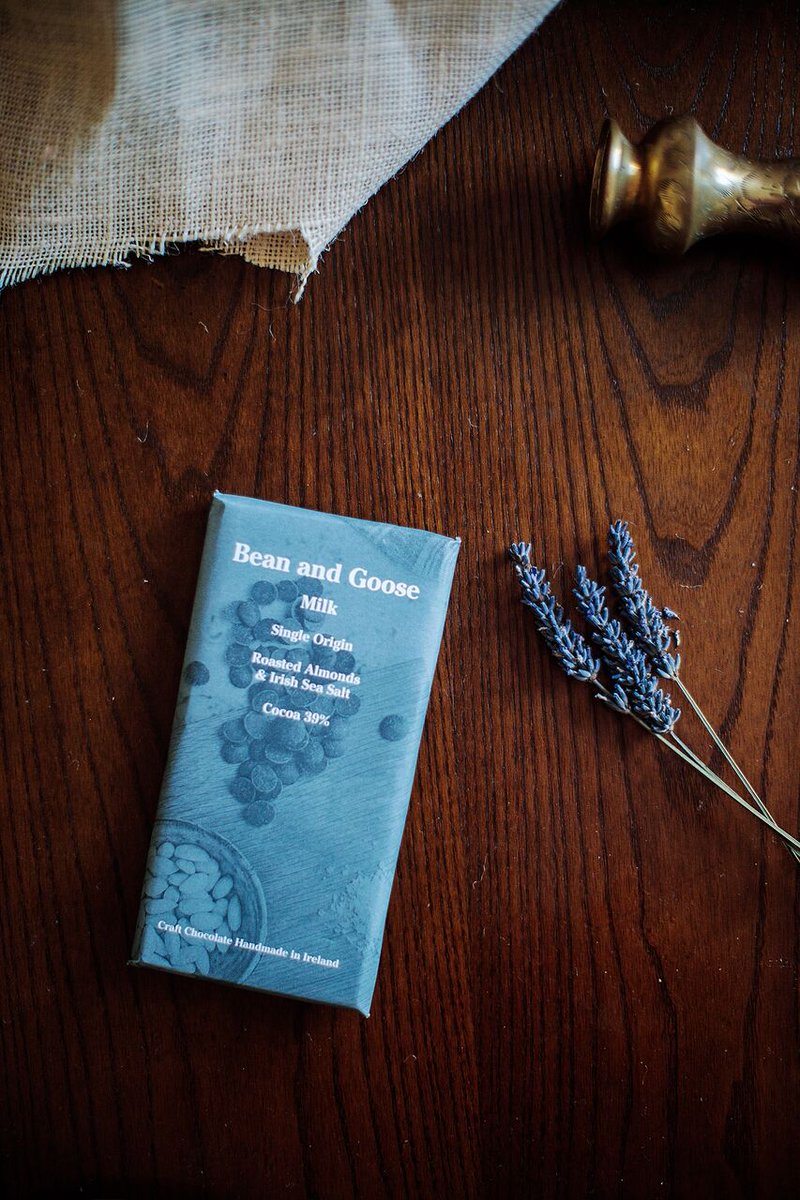 Bean and Goose
Milk
Single Origin
Roasted Almonds
& Irish Sea Salt
Cocoa 39%
Craft Chocolate Handmade in Ireland